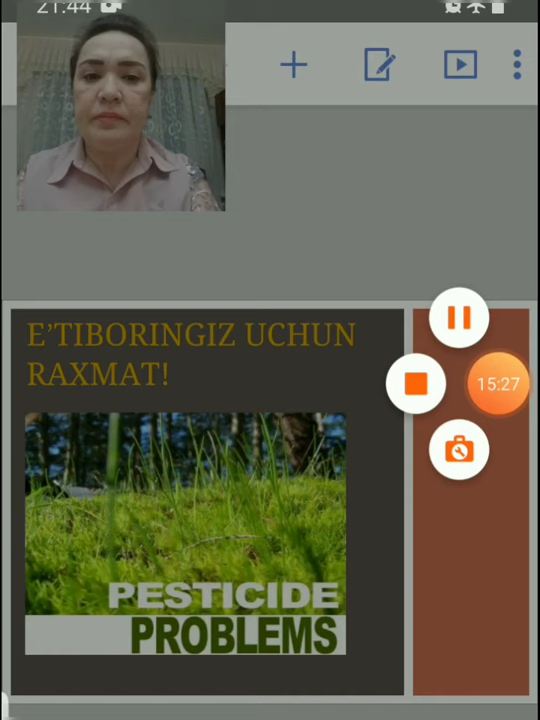 21:44
E’TIBORINGIZ UCHUN
RAXMAT!
15:27
PESTICIDE
PROBLEMS